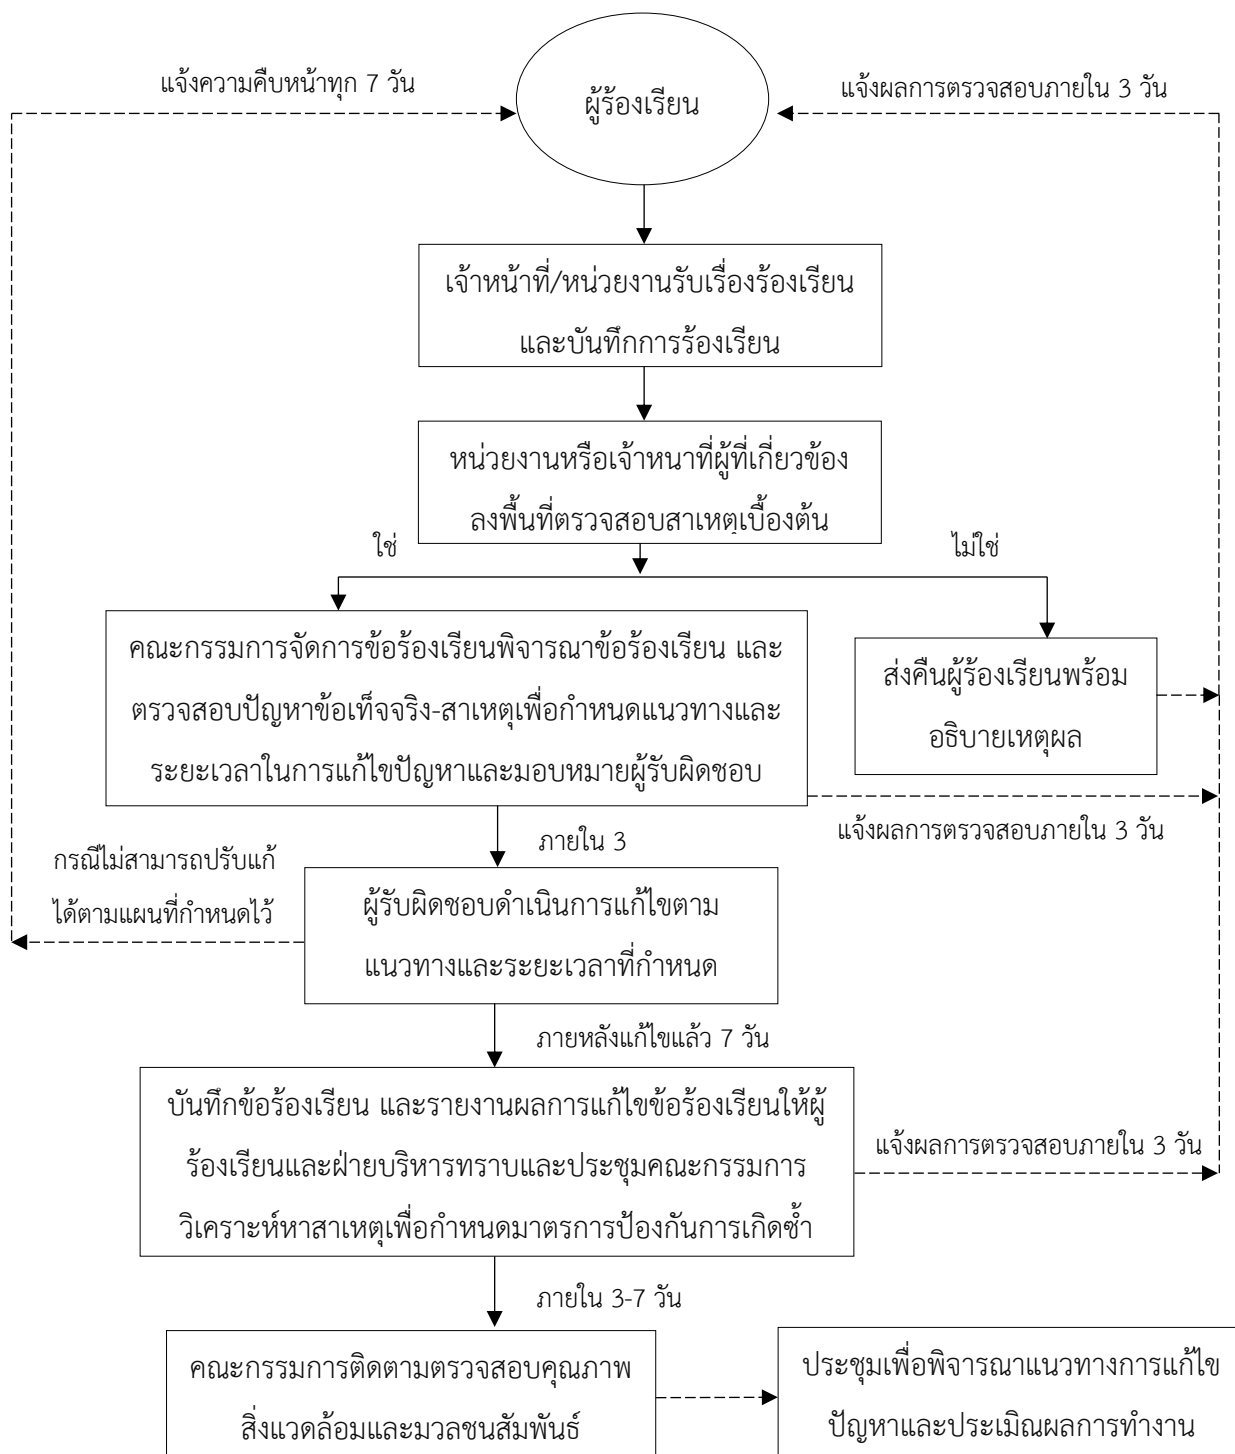 แจ้งความคืบหน้าทุก 7 วัน
ผู้ร้องเรียน
แจ้งผลการตรวจสอบภายใน 3 วัน
เจ้าหน้าที่/หน่วยงานรับเรื่องร้องเรียน
และบันทึกการร้องเรียน
หน่วยงานหรือเจ้าหนาที่ผู้ที่เกี่ยวข้อง
ลงพื้นที่ตรวจสอบสาเหตุเบื้องต้น
ใช่
ไม่ใช่
คณะกรรมการจัดการข้อร้องเรียนพิจารณาข้อร้องเรียน และ
ตรวจสอบปัญหาข้อเท็จจริง-สาเหตุเพื่อกำหนดแนวทางและ
ระยะเวลาในการแก้ไขปัญหาและมอบหมายผู้รับผิดชอบ
ส่งคืนผู้ร้องเรียนพร้อม
อธิบายเหตุผล
แจ้งผลการตรวจสอบภายใน 3 วัน
ภายใน 3
กรณีไม่สามารถปรับแก้
ได้ตามแผนที่กำหนดไว้
ผู้รับผิดชอบดำเนินการแก้ไขตาม
แนวทางและระยะเวลาที่กำหนด
ภายหลังแก้ไขแล้ว 7 วัน
บันทึกข้อร้องเรียน และรายงานผลการแก้ไขข้อร้องเรียนให้ผู้
ร้องเรียนและฝ่ายบริหารทราบและประชุมคณะกรรมการ
วิเคราะห์หาสาเหตุเพื่อกำหนดมาตรการป้องกันการเกิดซ้ำ
แจ้งผลการตรวจสอบภายใน 3 วัน
ภายใน 3-7 วัน
คณะกรรมการติดตามตรวจสอบคุณภาพ
สิ่งแวดล้อมและมวลชนสัมพันธ์
ประชุมเพื่อพิจารณาแนวทางการแก้ไข
ปัญหาและประเมิณผลการทำงาน